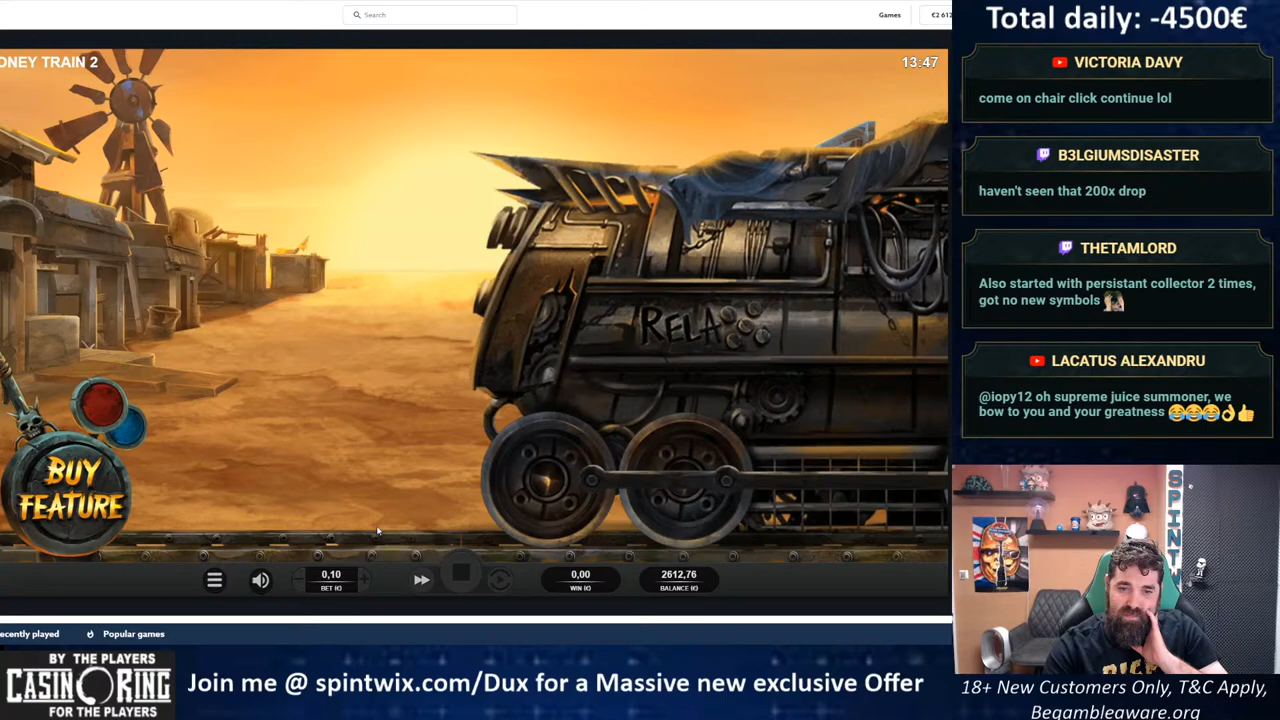 Search
Games
€2 612
Total daily: -4500€
ONEY TRAIN 2
13:47
VICTORIA DAVY
come on chair click continue lol
B3LGIUMSDISASTER
haven't seen that 200x drop
THETAMLORD
Also started with persistant collector 2 times,
got no new symbols
LACATUS ALEXANDRU
@iopy12 oh supreme juice summoner, we
bow to you and your greatness 😂😂😂👌👍
RELA
BUY
FEATURE
0,10
BET (€)
0,00
WIN (€)
2612,76
BALANCE (€)
ecently played
Popular games
SPINT
BY THE PLAYERS
CASINORING
FOR THE PLAYERS
Join me @ spintwix.com/Dux for a Massive new exclusive Offer
18+ New Customers Only, T&C Apply,
Begambleaware.org